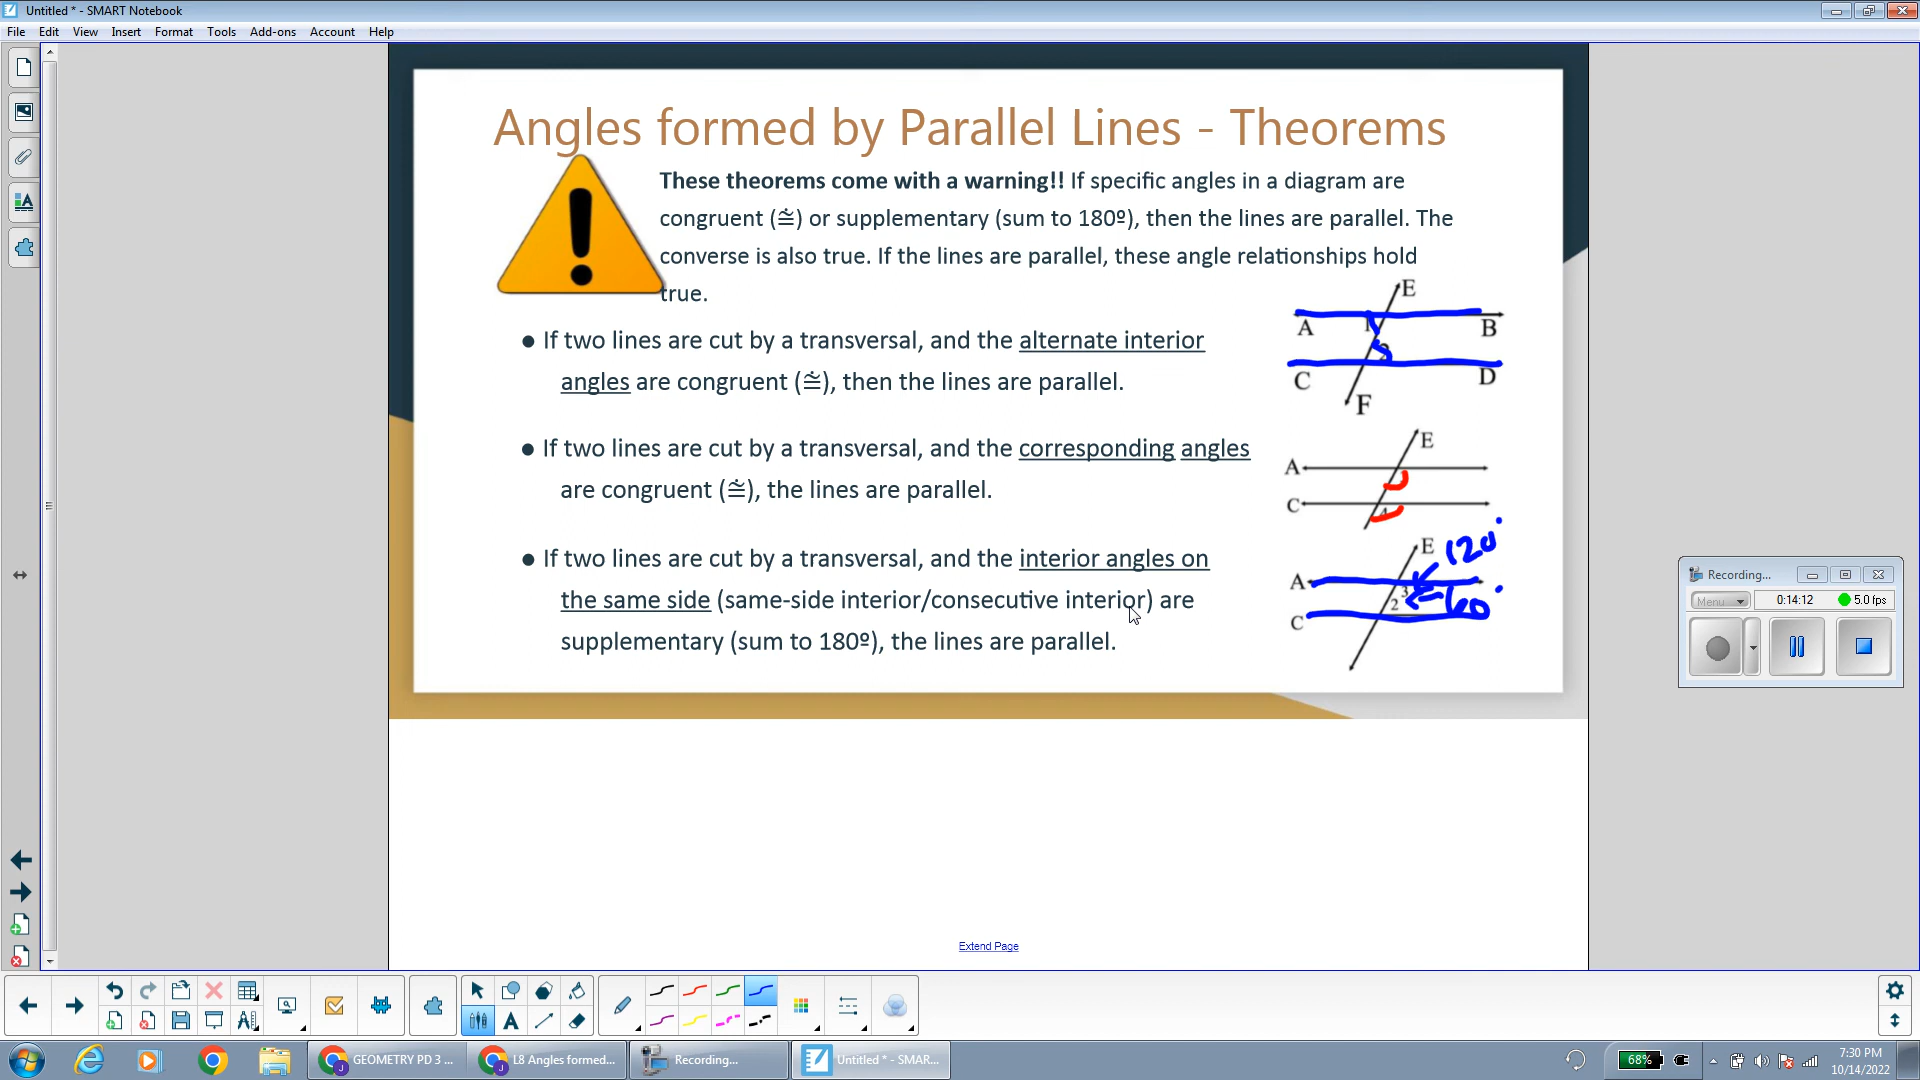 Untitled * - SMART Notebook
File Edit View Insert Format Tools Add-ons Account Help
Angles formed by Parallel Lines - Theorems
These theorems come with a warning!! If specific angles in a diagram are
congruent (≅) or supplementary (sum to 180º), then the lines are parallel. The
converse is also true. If the lines are parallel, these angle relationships hold
true.
● If two lines are cut by a transversal, and the alternate interior
angles are congruent (≅), then the lines are parallel.
E
A 1 B
2
C D
F
● If two lines are cut by a transversal, and the corresponding angles
are congruent (≅), the lines are parallel.
E
A
C
● If two lines are cut by a transversal, and the interior angles on
the same side (same-side interior/consecutive interior) are
supplementary (sum to 180º), the lines are parallel.
E 120°
A
3
2 60°
C
Recording...
Menu 0:14:12 5.0 fps
Extend Page
GEOMETRY PD 3 ...
L8 Angles formed...
Recording...
Untitled * - SMAR...
68%
7:30 PM
10/14/2022